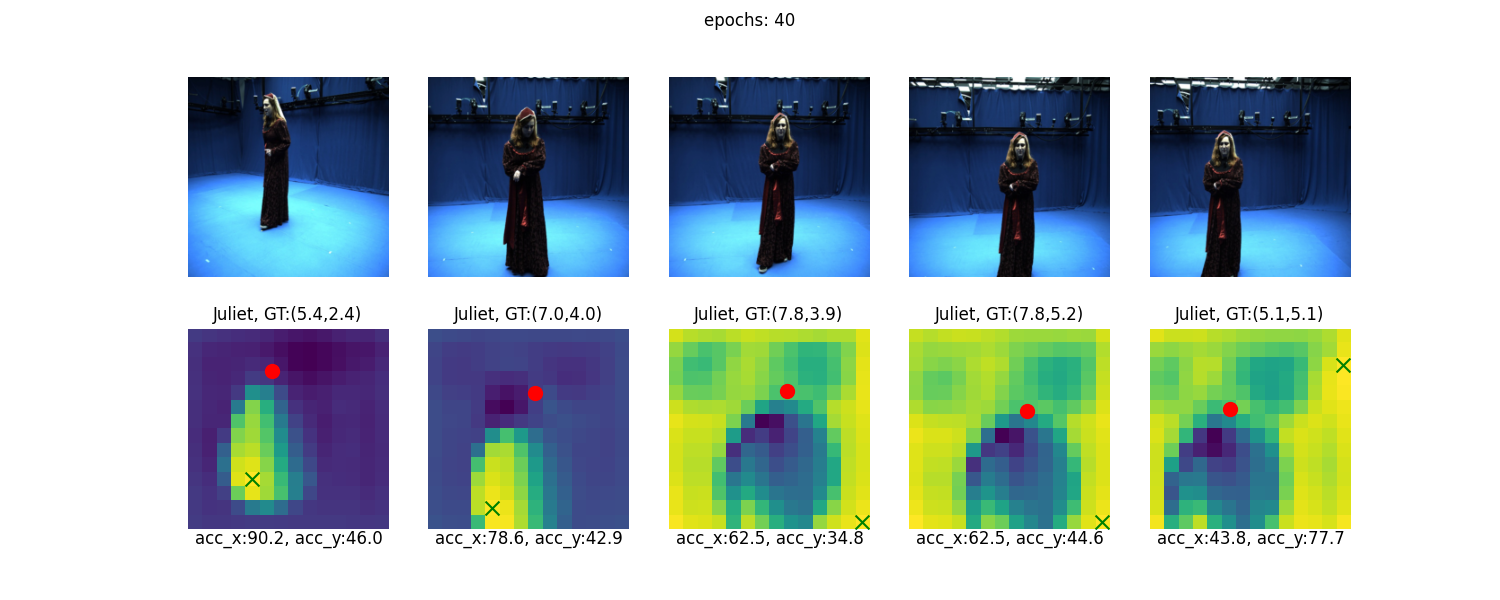 epochs: 40
Juliet, GT:(5.4,2.4)
Juliet, GT:(7.0,4.0)
Juliet, GT:(7.8,3.9)
Juliet, GT:(7.8,5.2)
Juliet, GT:(5.1,5.1)
acc_x:90.2, acc_y:46.0
acc_x:78.6, acc_y:42.9
acc_x:62.5, acc_y:34.8
acc_x:62.5, acc_y:44.6
acc_x:43.8, acc_y:77.7